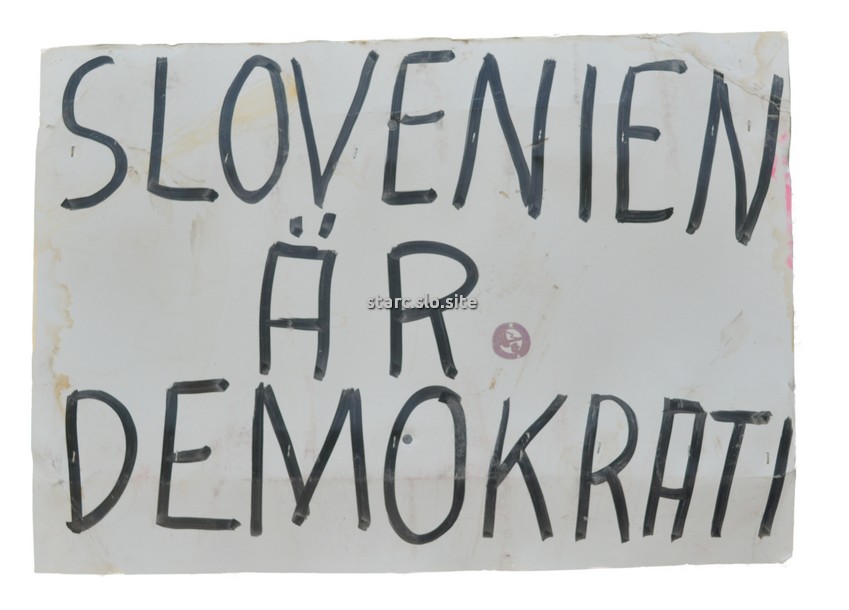 SLOVENIEN
ÄR
starc.slo.site
DEMOKRATI